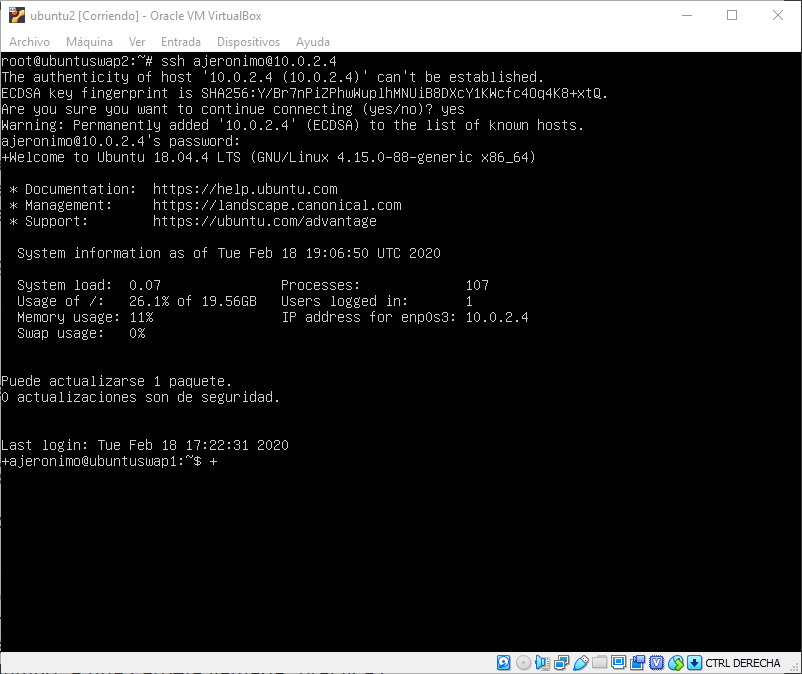 ubuntu2 [Corriendo] - Oracle VM VirtualBox
Archivo Máquina Ver Entrada Dispositivos Ayuda
root@ubuntuswap2:~# ssh ajeronimo@10.0.2.4
The authenticity of host '10.0.2.4 (10.0.2.4)' can't be established.
ECDSA key fingerprint is SHA256:Y/Br7nPiZPhwWuplhMNUiB8DXcY1KWcfc4Oq4K8+xtQ.
Are you sure you want to continue connecting (yes/no)? yes
Warning: Permanently added '10.0.2.4' (ECDSA) to the list of known hosts.
ajeronimo@10.0.2.4's password:
+Welcome to Ubuntu 18.04.4 LTS (GNU/Linux 4.15.0-88-generic x86_64)
* Documentation: https://help.ubuntu.com
* Management: https://landscape.canonical.com
* Support: https://ubuntu.com/advantage
System information as of Tue Feb 18 19:06:50 UTC 2020
System load: 0.07 Processes: 107
Usage of /: 26.1% of 19.56GB Users logged in: 1
Memory usage: 11% IP address for enp0s3: 10.0.2.4
Swap usage: 0%
Puede actualizarse 1 paquete.
0 actualizaciones son de seguridad.
Last login: Tue Feb 18 17:22:31 2020
+ajeronimo@ubuntuswap1:~$ +
CTRL DERECHA